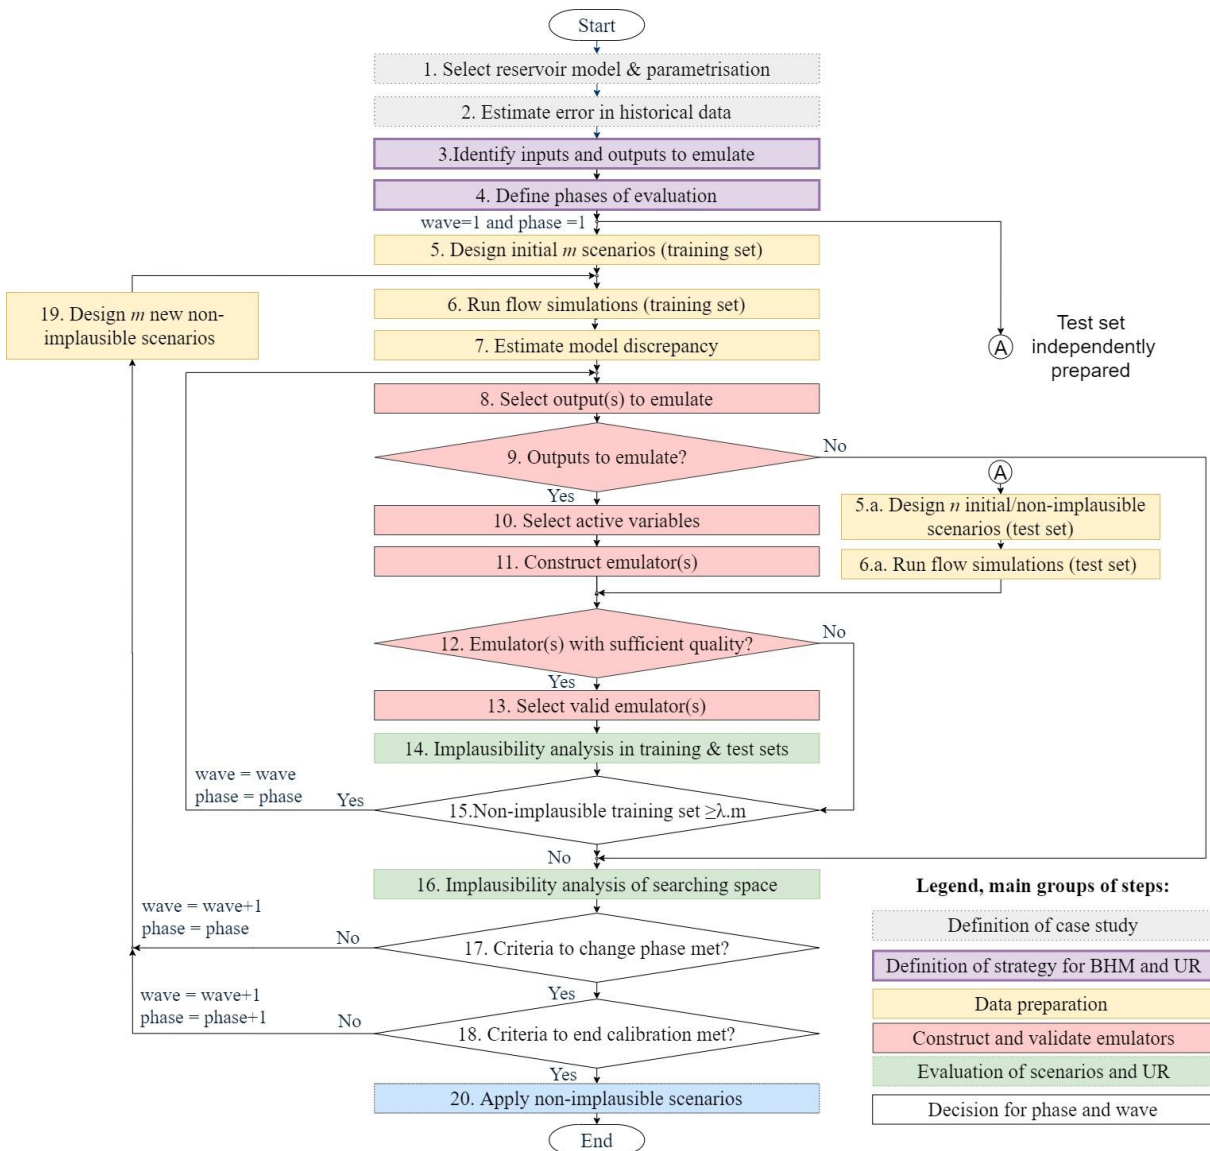 Start
1. Select reservoir model & parametrisation
2. Estimate error in historical data
3.Identify inputs and outputs to emulate
4. Define phases of evaluation
wave=1 and phase =1
5. Design initial m scenarios (training set)
19. Design m new non-
implausible scenarios
6. Run flow simulations (training set)
7. Estimate model discrepancy
A
Test set
independently
prepared
8. Select output(s) to emulate
9. Outputs to emulate?
No
Yes
10. Select active variables
11. Construct emulator(s)
A
5.a. Design n initial/non-implausible
scenarios (test set)
6.a. Run flow simulations (test set)
12. Emulator(s) with sufficient quality?
No
Yes
13. Select valid emulator(s)
14. Implausibility analysis in training & test sets
wave = wave
phase = phase
Yes
15.Non-implausible training set ≥λ.m
No
16. Implausibility analysis of searching space
wave = wave+1
phase = phase
No
17. Criteria to change phase met?
Yes
wave = wave+1
phase = phase+1
No
18. Criteria to end calibration met?
Yes
20. Apply non-implausible scenarios
End
Legend, main groups of steps:
Definition of case study
Definition of strategy for BHM and UR
Data preparation
Construct and validate emulators
Evaluation of scenarios and UR
Decision for phase and wave